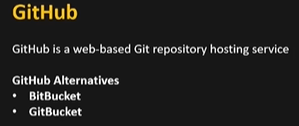 GitHub
GitHub is a web-based Git repository hosting service
GitHub Alternatives
• BitBucket
• GitBucket